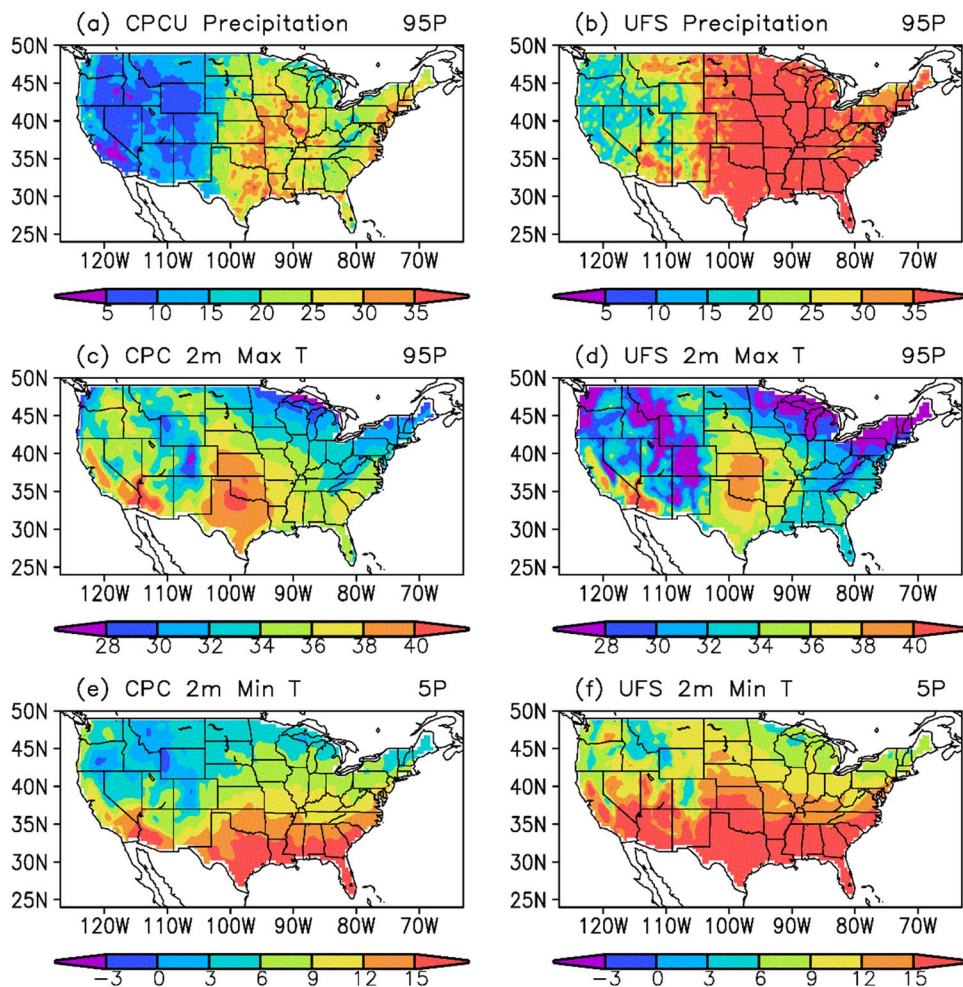 (a) CPCU Precipitation 95P
(b) UFS Precipitation 95P
50N
45N
40N
35N
30N
25N
120W 110W 100W 90W 80W 70W
5 10 15 20 25 30 35
50N
45N
40N
35N
30N
25N
120W 110W 100W 90W 80W 70W
5 10 15 20 25 30 35
(c) CPC 2m Max T 95P
(d) UFS 2m Max T 95P
50N
45N
40N
35N
30N
25N
120W 110W 100W 90W 80W 70W
28 30 32 34 36 38 40
50N
45N
40N
35N
30N
25N
120W 110W 100W 90W 80W 70W
28 30 32 34 36 38 40
(e) CPC 2m Min T 5P
(f) UFS 2m Min T 5P
50N
45N
40N
35N
30N
25N
120W 110W 100W 90W 80W 70W
−3 0 3 6 9 12 15
50N
45N
40N
35N
30N
25N
120W 110W 100W 90W 80W 70W
−3 0 3 6 9 12 15